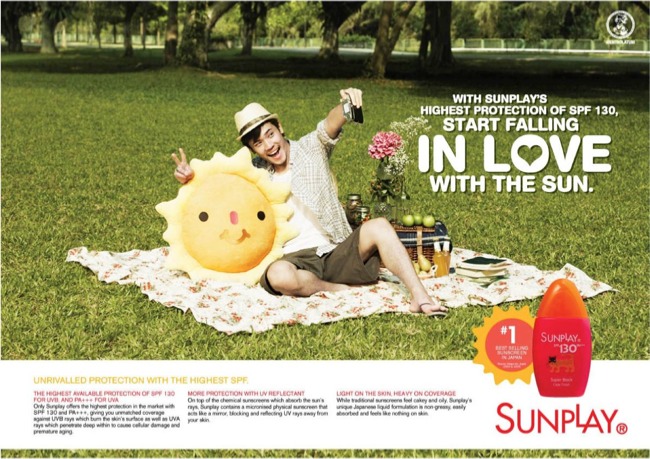 MENTHOLATUM
WITH SUNPLAY'S
HIGHEST PROTECTION OF SPF 130,
START FALLING
IN LOVE
WITH THE SUN.
#1
BEST SELLING
SUNSCREEN
IN JAPAN
SUNPLAY
SPF
130
PA+++
Super Block
SUNPLAY®
UNRIVALLED PROTECTION WITH THE HIGHEST SPF.
THE HIGHEST AVAILABLE PROTECTION OF SPF 130
FOR UVB, AND PA+++ FOR UVA
Only Sunplay offers the highest protection in the market with
SPF 130 and PA+++, giving you unmatched coverage
against UVB rays which burn the skin's surface as well as UVA
rays which penetrate deep within to cause cellular damage and
premature aging.
MORE PROTECTION WITH UV REFLECTANT
On top of the chemical sunscreens which absorb the sun's
rays, Sunplay contains a micronised physical sunscreen that
acts like a mirror, blocking and reflecting UV rays away from
your skin.
LIGHT ON THE SKIN. HEAVY ON COVERAGE
While traditional sunscreens feel cakey and oily, Sunplay's
unique Japanese liquid formulation is non-greasy, easily
absorbed and feels like nothing on skin.